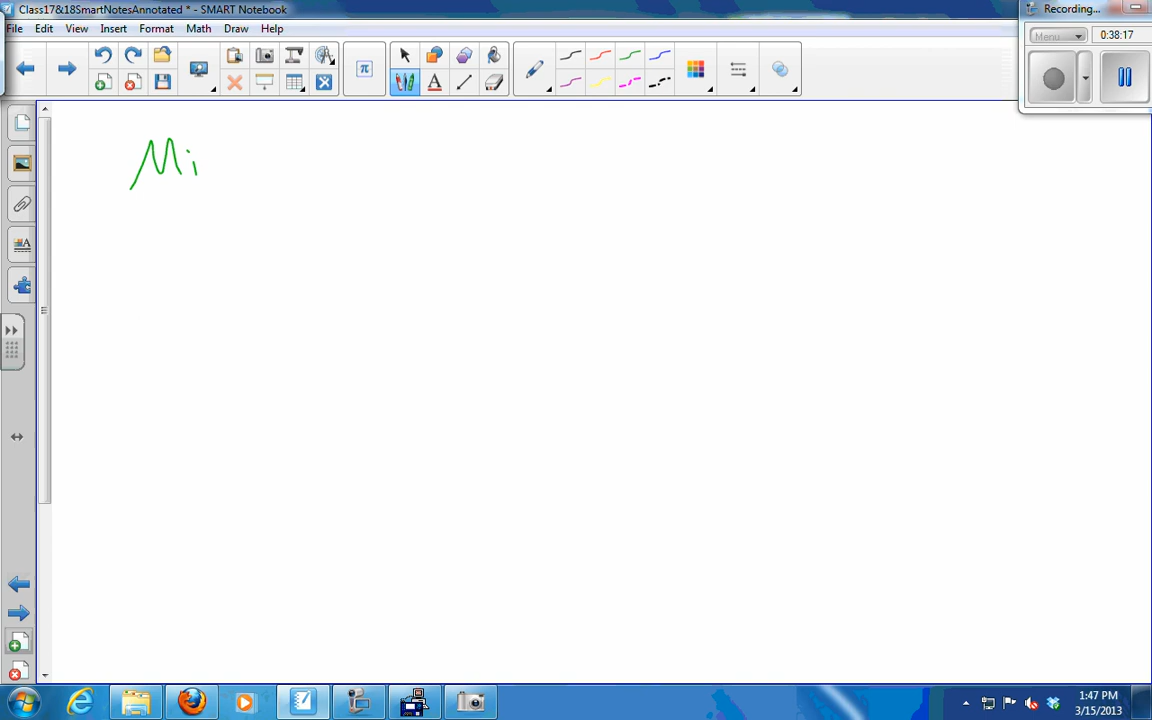 Class17&18SmartNotesAnnotated * - SMART Notebook
Recording...
File Edit View Insert Format Math Draw Help
Menu
0:38:17
π
A
A
Mi
1:47 PM
3/15/2013